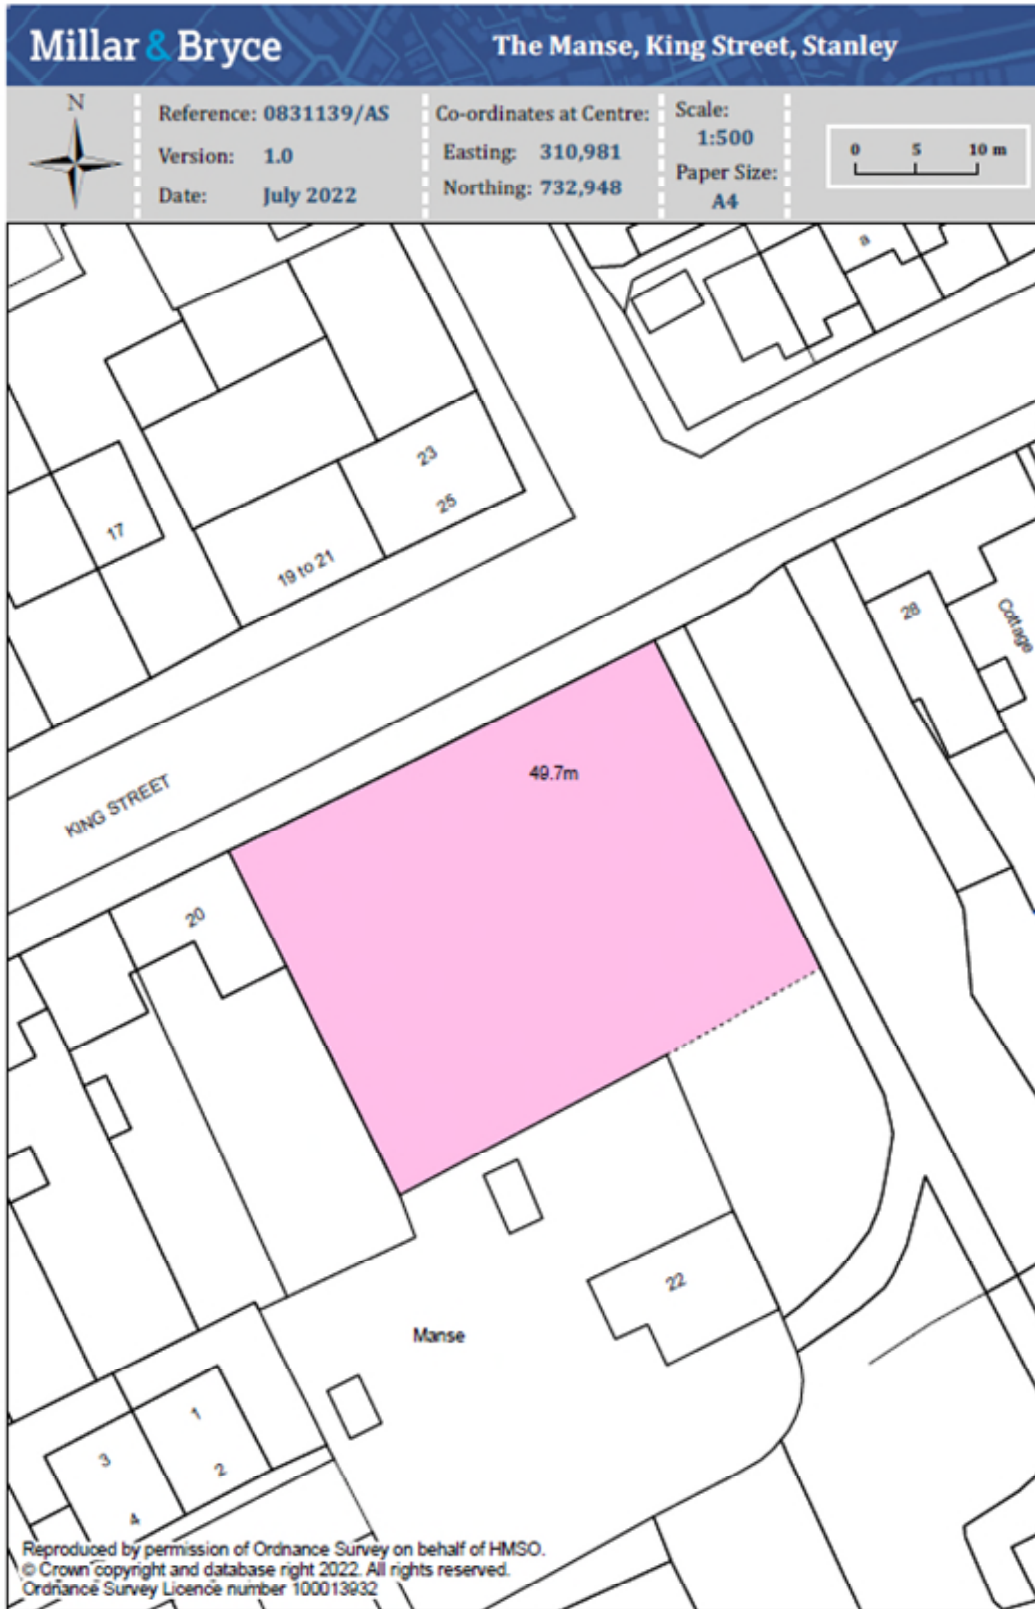 Millar & Bryce
The Manse, King Street, Stanley
N
Reference: 0831139/AS
Version: 1.0
Date: July 2022
Co-ordinates at Centre:
Easting: 310,981
Northing: 732,948
Scale:
1:500
Paper Size:
A4
0 5 10 m
a
23
25
17
19 to 21
28
Cottage
49.7m
KING STREET
20
22
Manse
1
2
3
4
Reproduced by permission of Ordnance Survey on behalf of HMSO.
© Crown copyright and database right 2022. All rights reserved.
Ordnance Survey Licence number 100013932